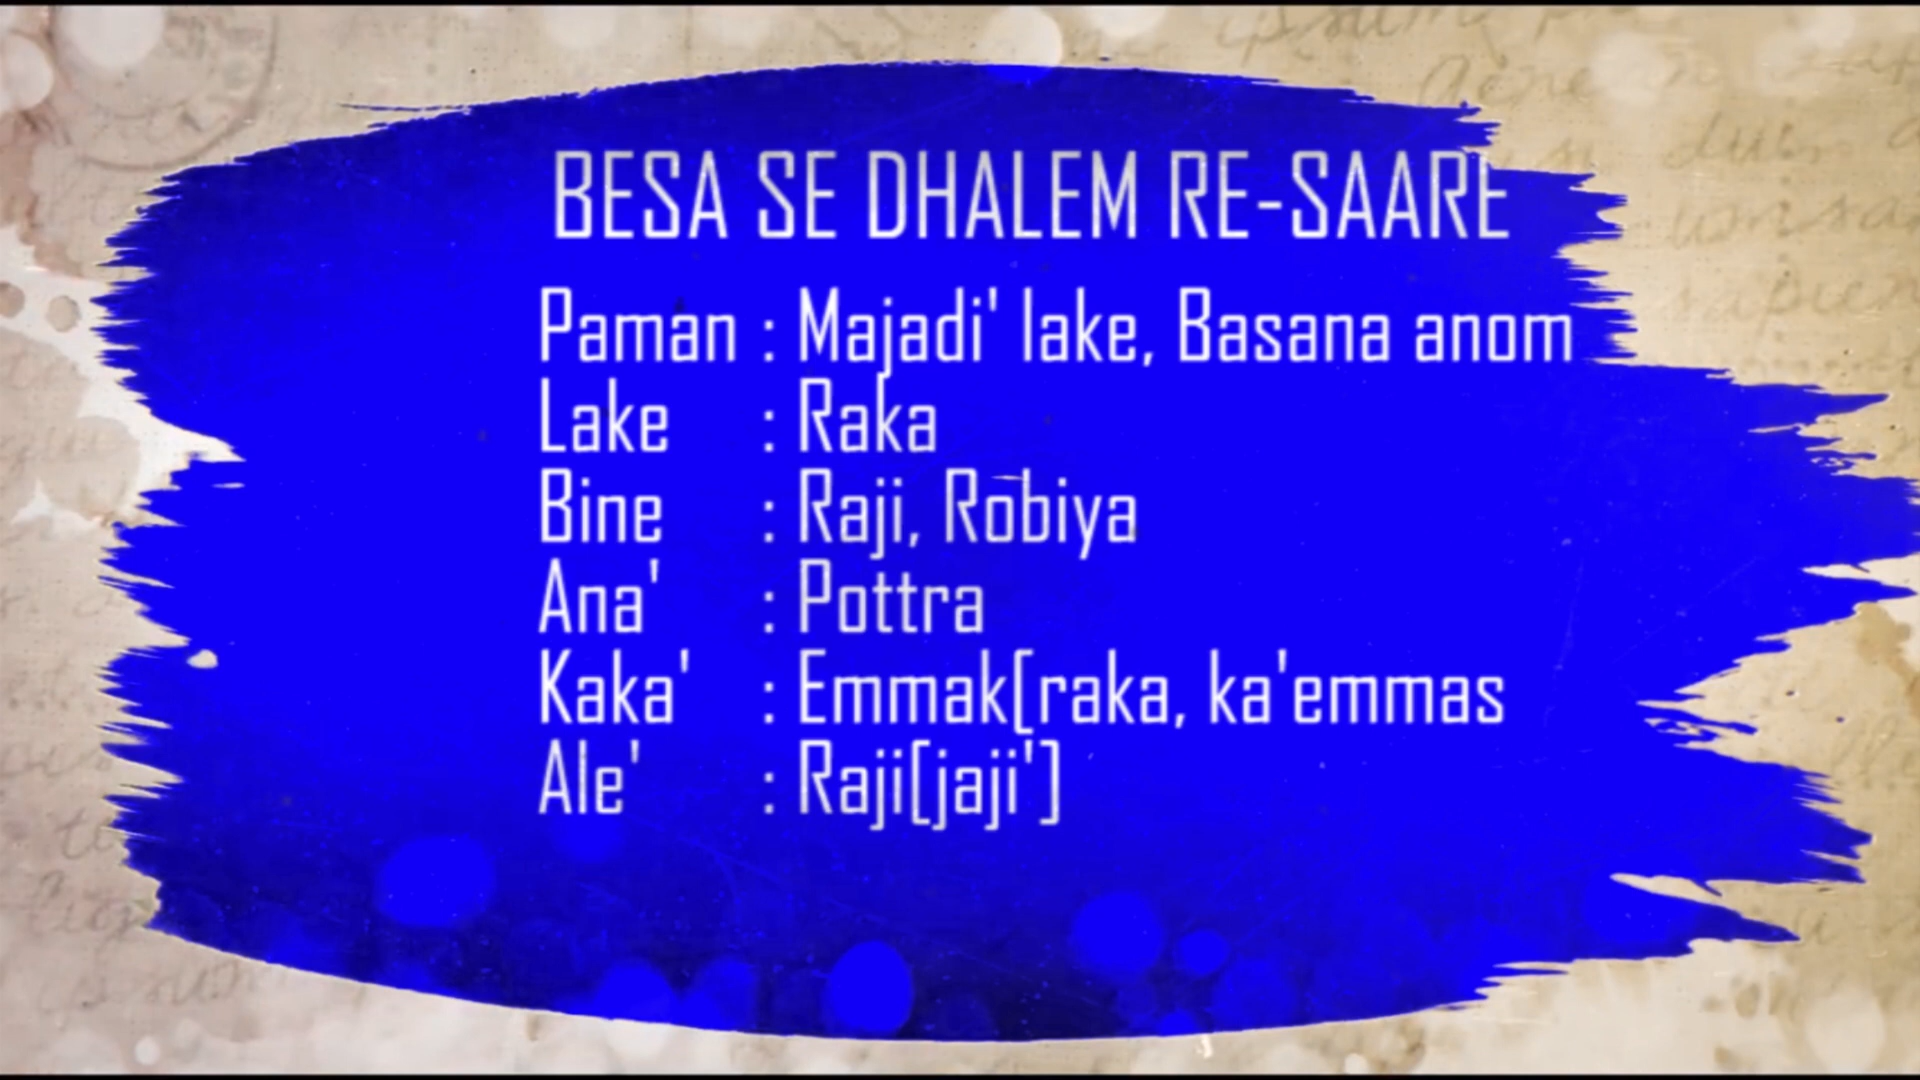 BESA SE DHALEM RE-SAARE
Paman : Majadi' lake, Basana anom
Lake : Raka
Bine : Raji, Robiya
Ana' : Pottra
Kaka' : Emmak[raka, ka'emmas
Ale' : Raji[jaji']